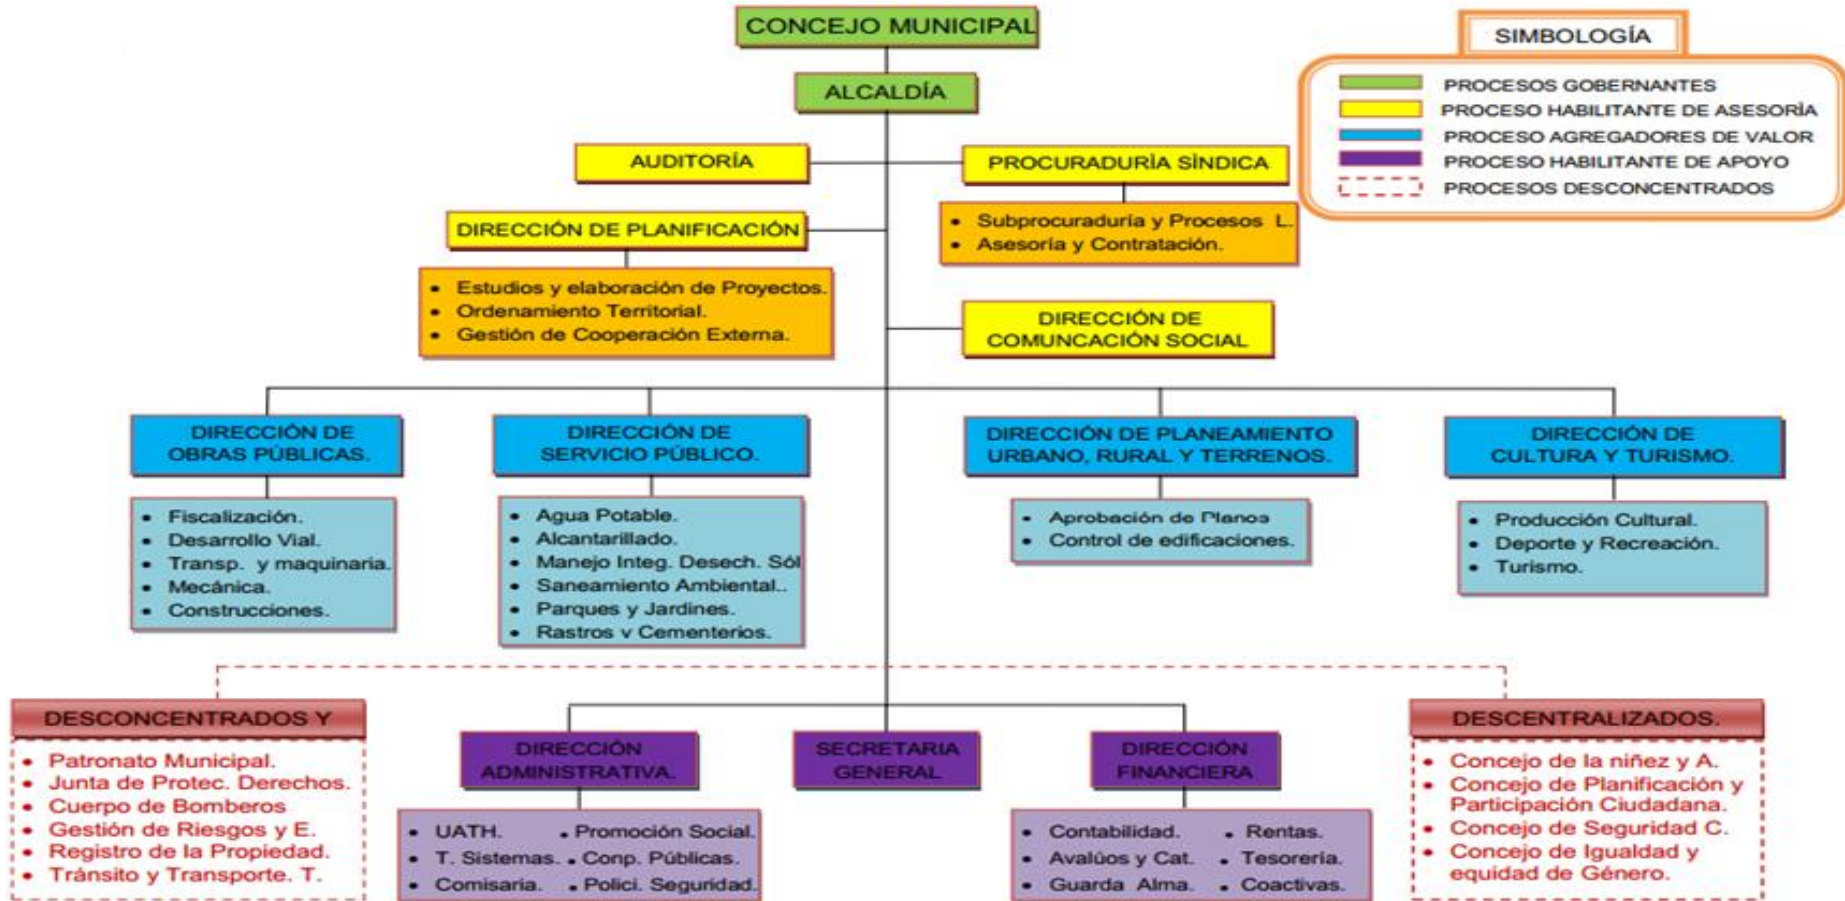 CONCEJO MUNICIPAL
ALCALDÍA
SIMBOLOGÍA
PROCESOS GOBERNANTES
PROCESO HABILITANTE DE ASESORÌA
PROCESO AGREGADORES DE VALOR
PROCESO HABILITANTE DE APOYO
PROCESOS DESCONCENTRADOS
AUDITORÍA
PROCURADURÌA SÌNDICA
• Subprocuraduría y Procesos L.
• Asesoría y Contratación.
DIRECCIÓN DE PLANIFICACIÓN
• Estudios y elaboración de Proyectos.
• Ordenamiento Territorial.
• Gestión de Cooperación Externa.
DIRECCIÓN DE
COMUNCACIÓN SOCIAL
DIRECCIÓN DE
OBRAS PÚBLICAS.
• Fiscalización.
• Desarrollo Vial.
• Transp. y maquinaria.
• Mecánica.
• Construcciones.
DIRECCIÓN DE
SERVICIO PÚBLICO.
• Agua Potable.
• Alcantarillado.
• Manejo Integ. Desech. Sól
• Saneamiento Ambiental..
• Parques y Jardines.
• Rastros y Cementerios.
DIRECCIÓN DE PLANEAMIENTO
URBANO, RURAL Y TERRENOS.
• Aprobación de Planos
• Control de edificaciones.
DIRECCIÓN DE
CULTURA Y TURISMO.
• Producción Cultural.
• Deporte y Recreación.
• Turismo.
DESCONCENTRADOS Y
• Patronato Municipal.
• Junta de Protec. Derechos.
• Cuerpo de Bomberos
• Gestión de Riesgos y E.
• Registro de la Propiedad.
• Tránsito y Transporte. T.
DIRECCIÓN
ADMINISTRATIVA.
• UATH. • Promoción Social.
• T. Sistemas. • Conp. Públicas.
• Comisaria. • Polici. Seguridad.
SECRETARIA
GENERAL
DIRECCIÓN
FINANCIERA
• Contabilidad. • Rentas.
• Avalúos y Cat. • Tesorería.
• Guarda Alma. • Coactivas.
DESCENTRALIZADOS.
• Concejo de la niñez y A.
• Concejo de Planificación y
Participación Ciudadana.
• Concejo de Seguridad C.
• Concejo de Igualdad y
equidad de Género.